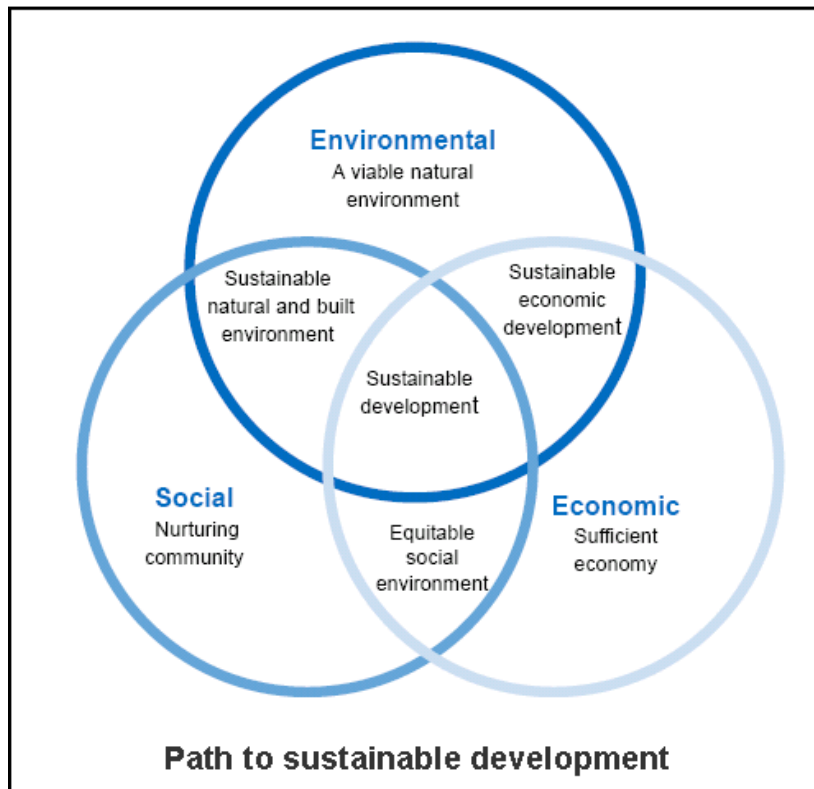 Environmental
A viable natural
environment
Sustainable
natural and built
environment
Sustainable
economic
development
Sustainable
development
Social
Nurturing
community
Equitable
social
environment
Economic
Sufficient
economy
Path to sustainable development